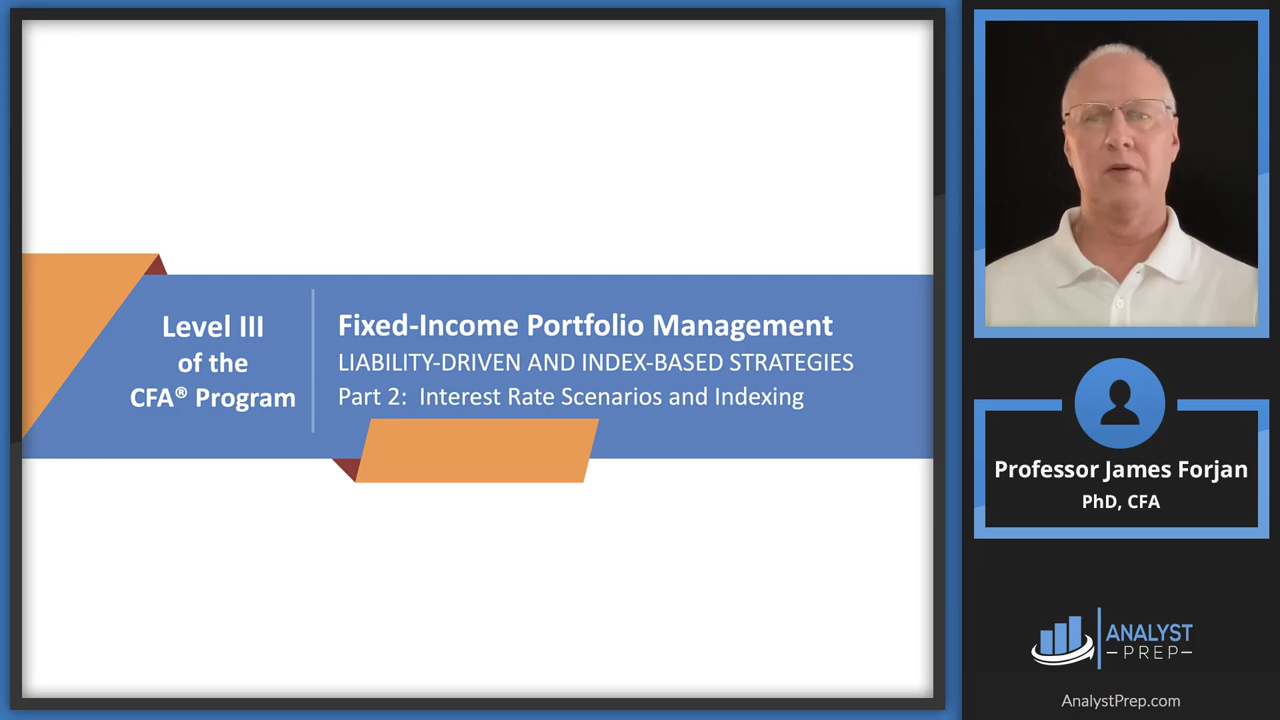 Level III
of the
CFA® Program
Fixed-Income Portfolio Management
LIABILITY-DRIVEN AND INDEX-BASED STRATEGIES
Part 2: Interest Rate Scenarios and Indexing
Professor James Forjan
PhD, CFA
ANALYST
PREP
AnalystPrep.com